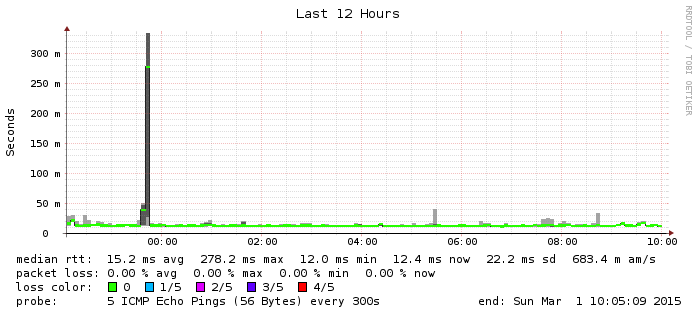 Last 12 Hours
RRDTOOL / TOBI OETIKER
Seconds
300 m
250 m
200 m
150 m
100 m
50 m
0
00:00 02:00 04:00 06:00 08:00 10:00
median rtt: 15.2 ms avg 278.2 ms max 12.0 ms min 12.4 ms now 22.2 ms sd 683.4 m am/s
packet loss: 0.00 % avg 0.00 % max 0.00 % min 0.00 % now
loss color: 0 1/5 2/5 3/5 4/5
probe: 5 ICMP Echo Pings (56 Bytes) every 300s end: Sun Mar 1 10:05:09 2015